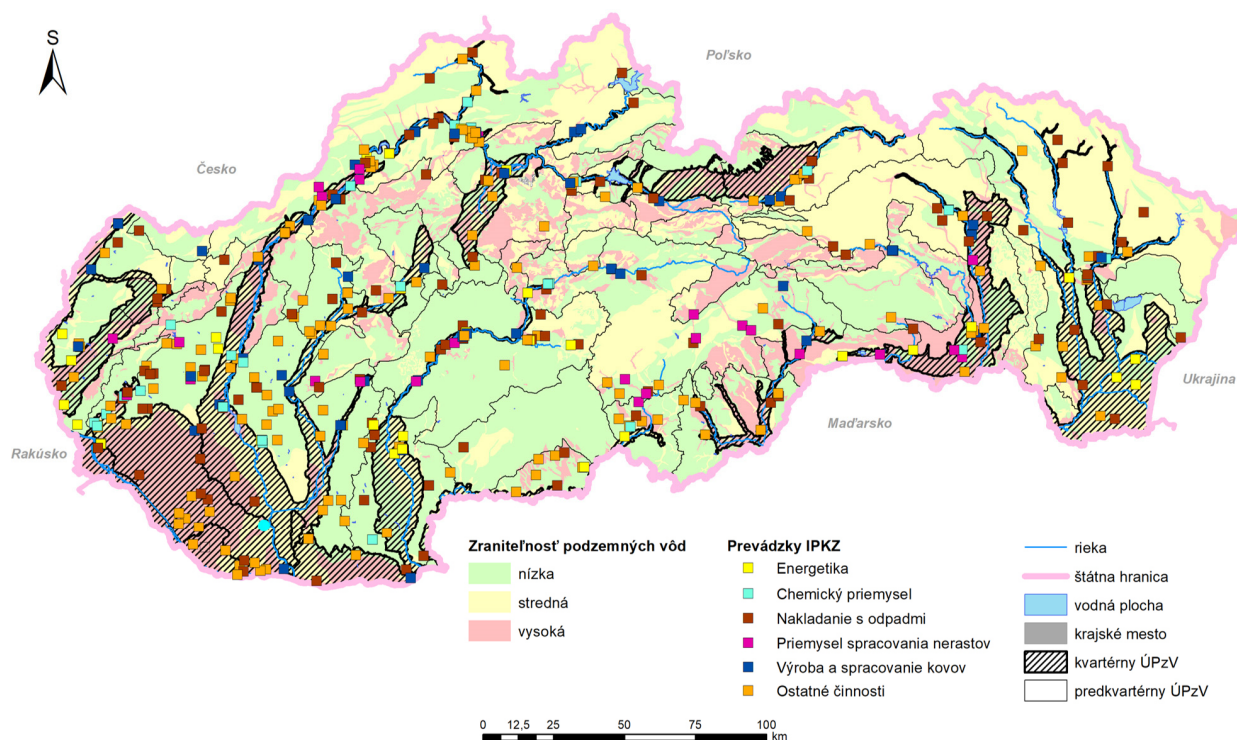 S
Poľsko
Česko
Ukrajina
Maďarsko
Rakúsko
Zraniteľnosť podzemných vôd
nízka
stredná
vysoká
Prevádzky IPKZ
Energetika
Chemický priemysel
Nakladanie s odpadmi
Priemysel spracovania nerastov
Výroba a spracovanie kovov
Ostatné činnosti
rieka
štátna hranica
vodná plocha
krajské mesto
kvartérny ÚPzV
predkvartérny ÚPzV
0 12,5 25 50 75 100
km